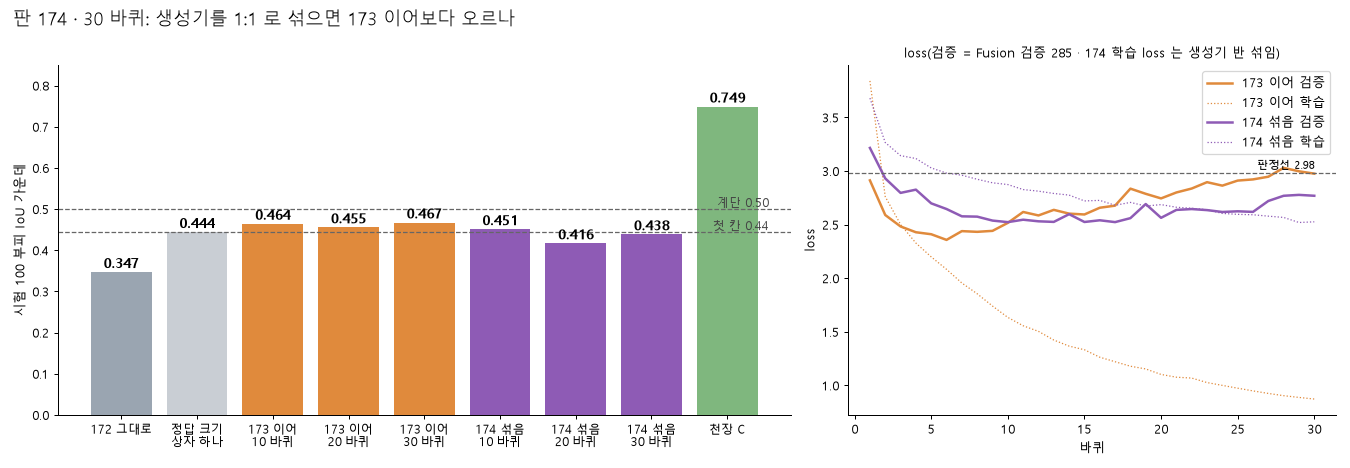 판 174 · 30 바퀴: 생성기를 1:1 로 섞으면 173 이어보다 오르나
시험 100 부피 IoU 가운데
0.8
0.7
0.6
0.5
0.4
0.3
0.2
0.1
0.0
0.347
0.444
0.464
0.455
0.467
0.451
0.416
0.438
0.749
계단 0.50
첫 칸 0.44
172 그대로
정답 크기
상자 하나
173 이어
10 바퀴
173 이어
20 바퀴
173 이어
30 바퀴
174 섞음
10 바퀴
174 섞음
20 바퀴
174 섞음
30 바퀴
천장 C
loss(검증 = Fusion 검증 285 · 174 학습 loss 는 생성기 반 섞임)
173 이어 검증
173 이어 학습
174 섞음 검증
174 섞음 학습
판정선 2.98
loss
3.5
3.0
2.5
2.0
1.5
1.0
0
5
10
15
20
25
30
바퀴